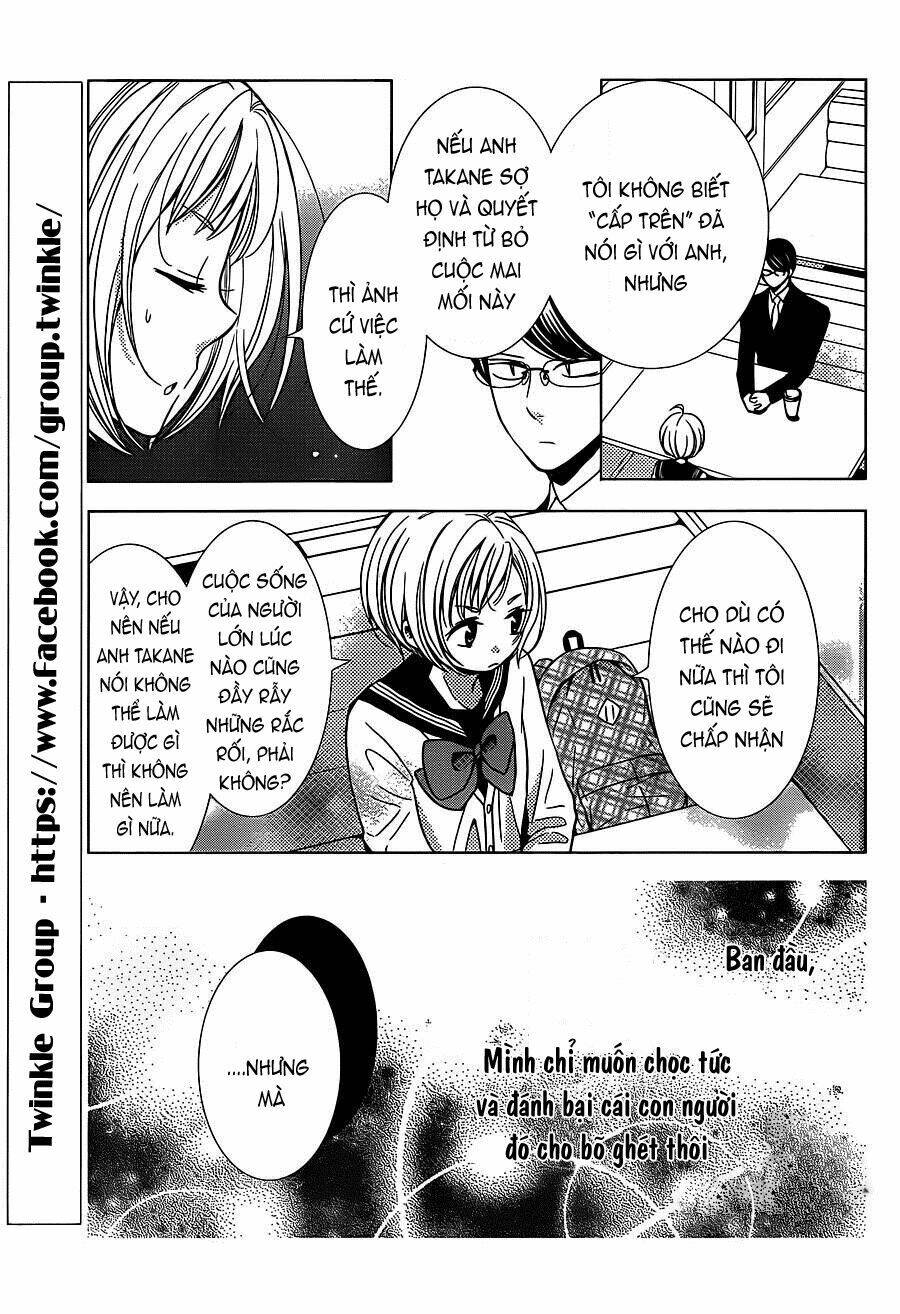 TÔI KHÔNG BIẾT
“CẤP TRÊN” ĐÃ
NÓI GÌ VỚI ANH,
NHƯNG
NẾU ANH
TAKANE SỢ
HỌ VÀ QUYẾT
ĐỊNH TỪ BỎ
CUỘC MAI
MỐI NÀY
THÌ ẢNH
CỨ VIỆC
LÀM
THẾ.
CHO DÙ CÓ
THẾ NÀO ĐI
NỮA THÌ TÔI
CŨNG SẼ
CHẤP NHẬN
CUỘC SỐNG
CỦA NGƯỜI
LỚN LÚC
NÀO CŨNG
ĐẦY RẪY
NHỮNG RẮC
RỐI, PHẢI
KHÔNG?
VẬY, CHO
NÊN NẾU
ANH TAKANE
NÓI KHÔNG
THỂ LÀM
ĐƯỢC GÌ
THÌ KHÔNG
NÊN LÀM
GÌ NỮA.
Ban đầu,
Mình chỉ muốn chọc tức
và đánh bại cái con người
đó cho bõ ghét thôi
....NHƯNG
MÀ
Twinkle Group - https://www.Facebook.com/group.twinkle/